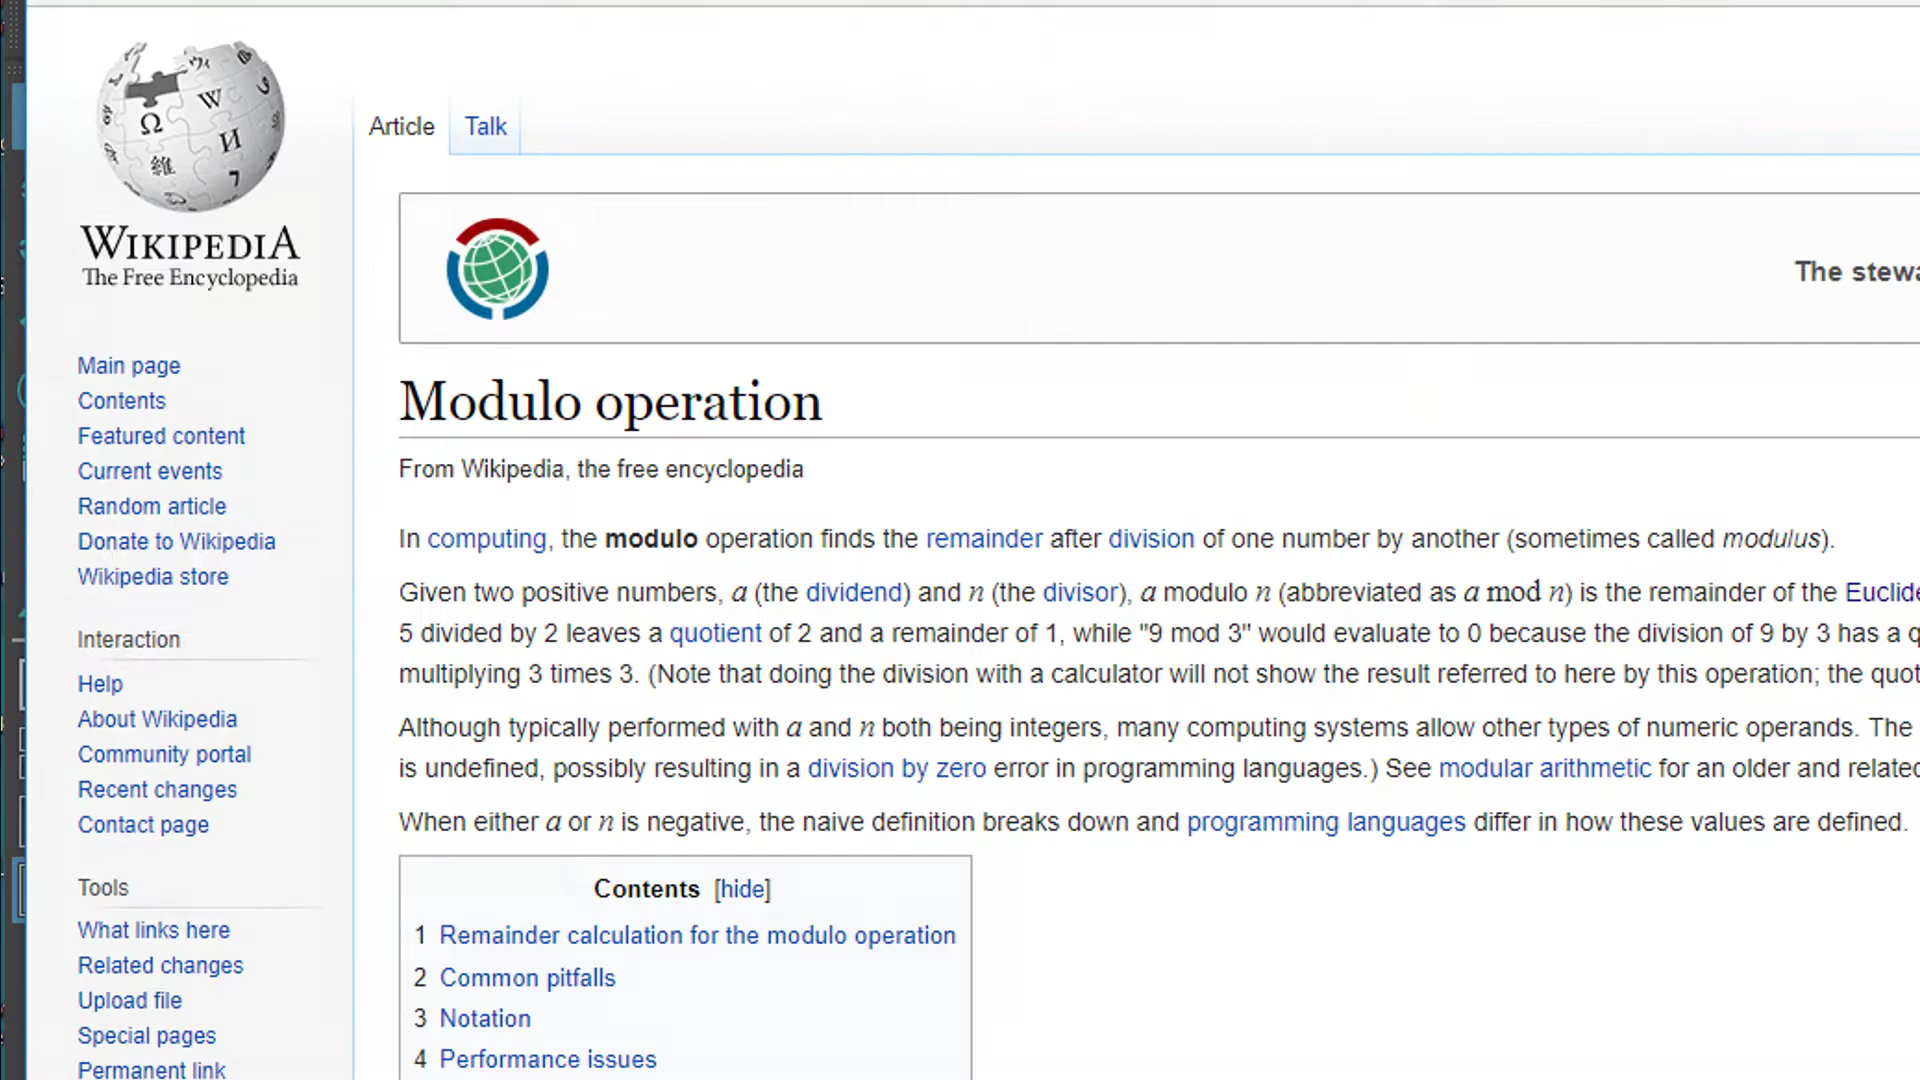 WIKIPEDIA
The Free Encyclopedia
Main page
Contents
Featured content
Current events
Random article
Donate to Wikipedia
Wikipedia store
Interaction
Help
About Wikipedia
Community portal
Recent changes
Contact page
Tools
What links here
Related changes
Upload file
Special pages
Permanent link
Article Talk
The stewa
Modulo operation
From Wikipedia, the free encyclopedia
In computing, the modulo operation finds the remainder after division of one number by another (sometimes called modulus).
Given two positive numbers, a (the dividend) and n (the divisor), a modulo n (abbreviated as a mod n) is the remainder of the Euclide
5 divided by 2 leaves a quotient of 2 and a remainder of 1, while "9 mod 3" would evaluate to 0 because the division of 9 by 3 has a q
multiplying 3 times 3. (Note that doing the division with a calculator will not show the result referred to here by this operation; the quot
Although typically performed with a and n both being integers, many computing systems allow other types of numeric operands. The
is undefined, possibly resulting in a division by zero error in programming languages.) See modular arithmetic for an older and related
When either a or n is negative, the naive definition breaks down and programming languages differ in how these values are defined.
Contents [hide]
1 Remainder calculation for the modulo operation
2 Common pitfalls
3 Notation
4 Performance issues